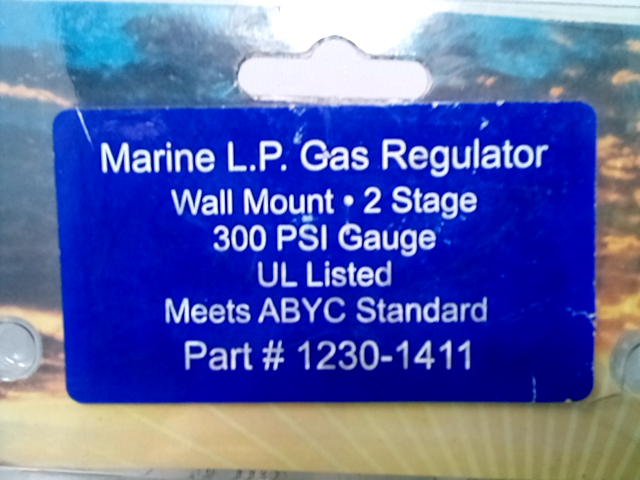 Marine L.P. Gas Regulator
Wall Mount • 2 Stage
300 PSI Gauge
UL Listed
Meets ABYC Standard
Part # 1230-1411